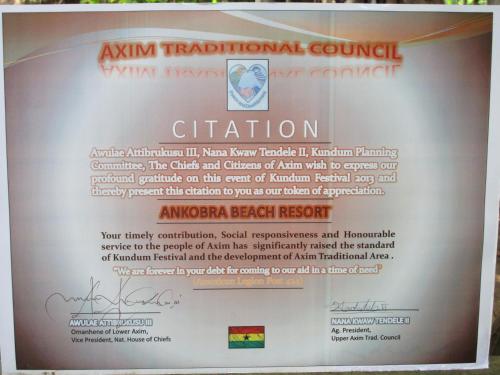 AXIM TRADITIONAL COUNCIL
CITATION
Awulae Attibrukusu III, Nana Kwaw Tendele II, Kundum Planning
Committee, The Chiefs and Citizens of Axim wish to express our
profound gratitude on this event of Kundum Festival 2013 and
thereby present this citation to you as our token of appreciation.
ANKOBRA BEACH RESORT
Your timely contribution, Social responsiveness and Honourable
service to the people of Axim has significantly raised the standard
of Kundum Festival and the development of Axim Traditional Area .
"We are forever in your debt for coming to our aid in a time of need"
(American Legion Post 424)
AWULAE ATTIBRUKUSU III
Omanhene of Lower Axim,
Vice President, Nat. House of Chiefs
NANA KWAW TENDELE II
Ag. President,
Upper Axim Trad. Council